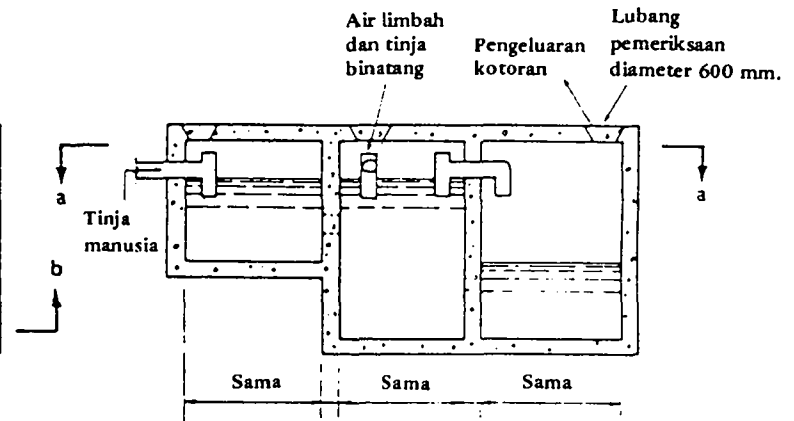 Air limbah
dan tinja
binatang
Pengeluaran
kotoran
Lubang
pemeriksaan
diameter 600 mm.
a
a
Tinja
manusia
b
Sama
Sama
Sama